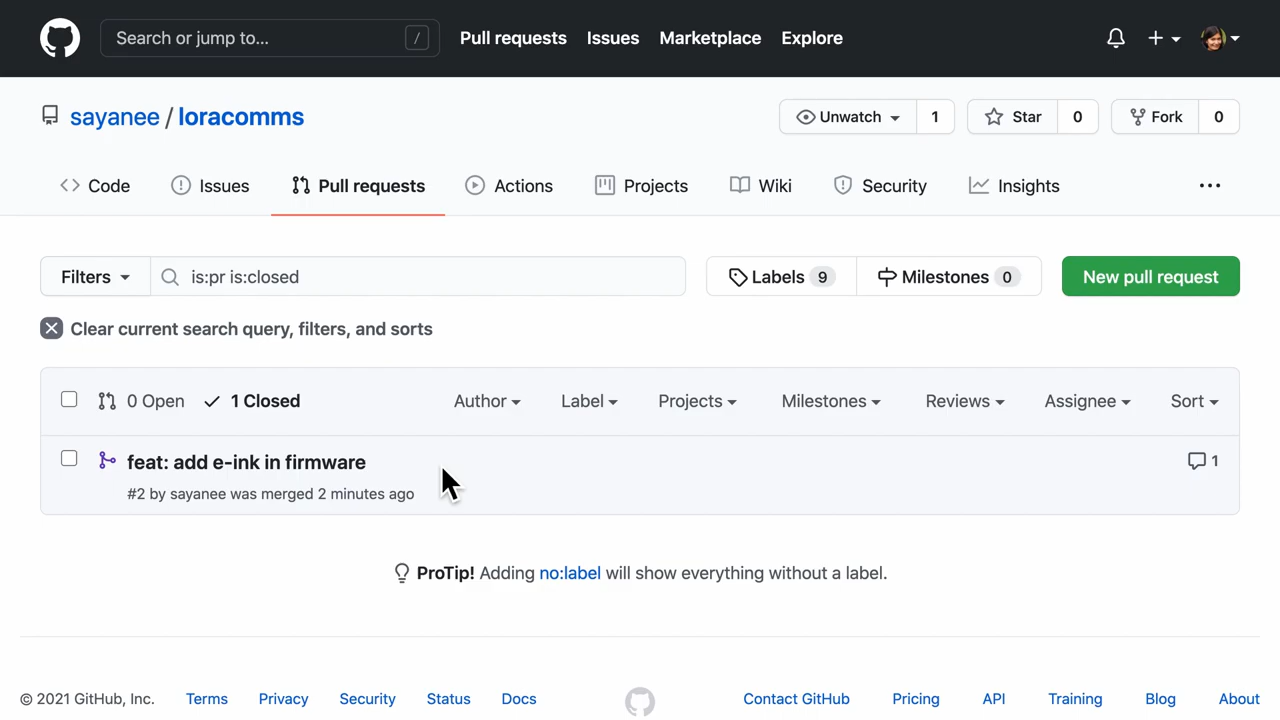 Search or jump to... /
Pull requests Issues Marketplace Explore
sayanee / loracomms
Unwatch 1 Star 0 Fork 0
Code Issues Pull requests Actions Projects Wiki Security Insights ...
Filters is:pr is:closed Labels 9 Milestones 0 New pull request
Clear current search query, filters, and sorts
0 Open 1 Closed Author Label Projects Milestones Reviews Assignee Sort
feat: add e-ink in firmware 1
#2 by sayanee was merged 2 minutes ago
ProTip! Adding no:label will show everything without a label.
© 2021 GitHub, Inc. Terms Privacy Security Status Docs Contact GitHub Pricing API Training Blog About